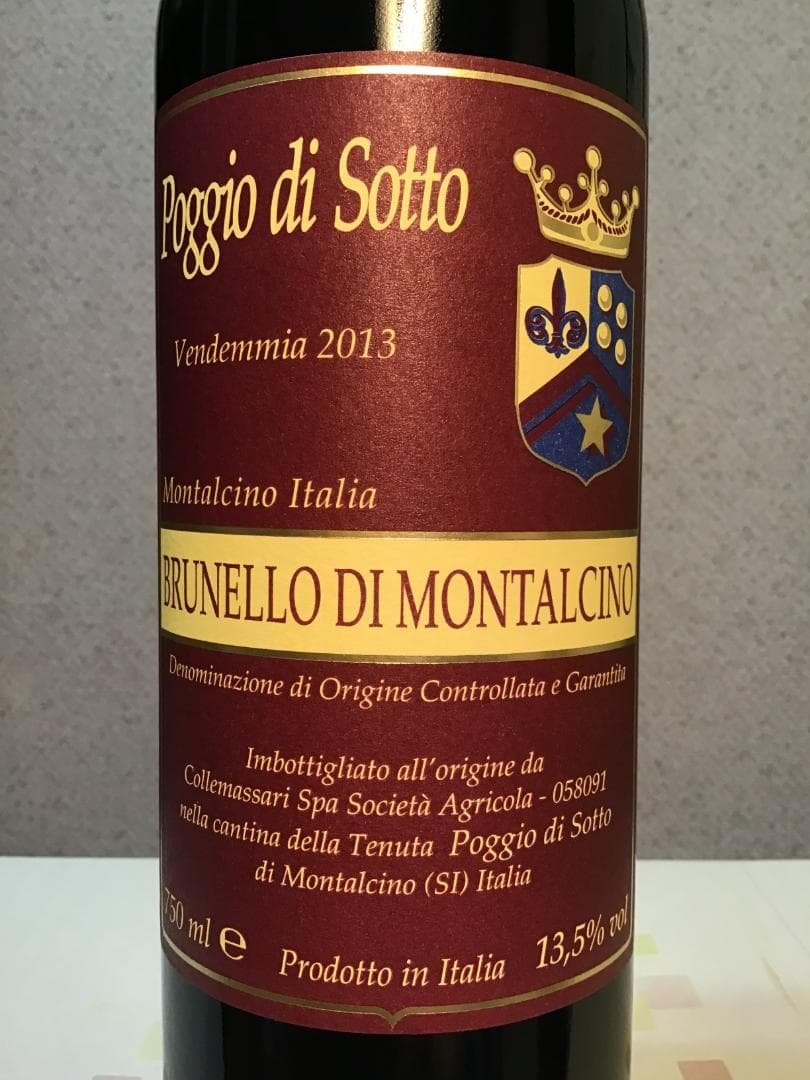 Poggio di Sotto
Vendemmia 2013
Montalcino Italia
BRUNELLO DI MONTALCINO
Denominazione di Origine Controllata e Garantita
Imbottigliato all'origine da
Collemassari Spa Società Agricola - 058091
nella cantina della Tenuta Poggio di Sotto
di Montalcino (SI) Italia
750 ml e Prodotto in Italia 13,5% vol